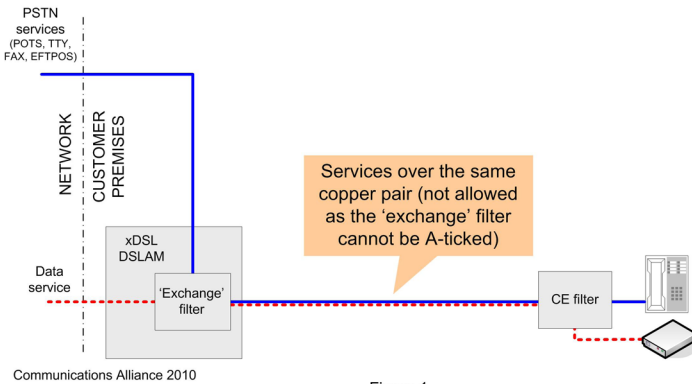 PSTN
services
(POTS, TTY,
FAX, EFTPOS)
NETWORK
CUSTOMER
PREMISES
Services over the same
copper pair (not allowed
as the ‘exchange’ filter
cannot be A-ticked)
xDSL
DSLAM
Data
service
‘Exchange’
filter
CE filter
Communications Alliance 2010